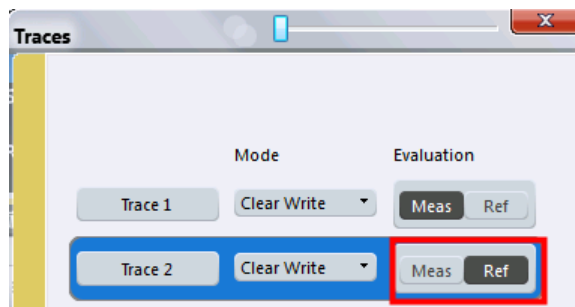 Traces
Mode Evaluation
Trace 1 Clear Write Meas Ref
Trace 2 Clear Write Meas Ref